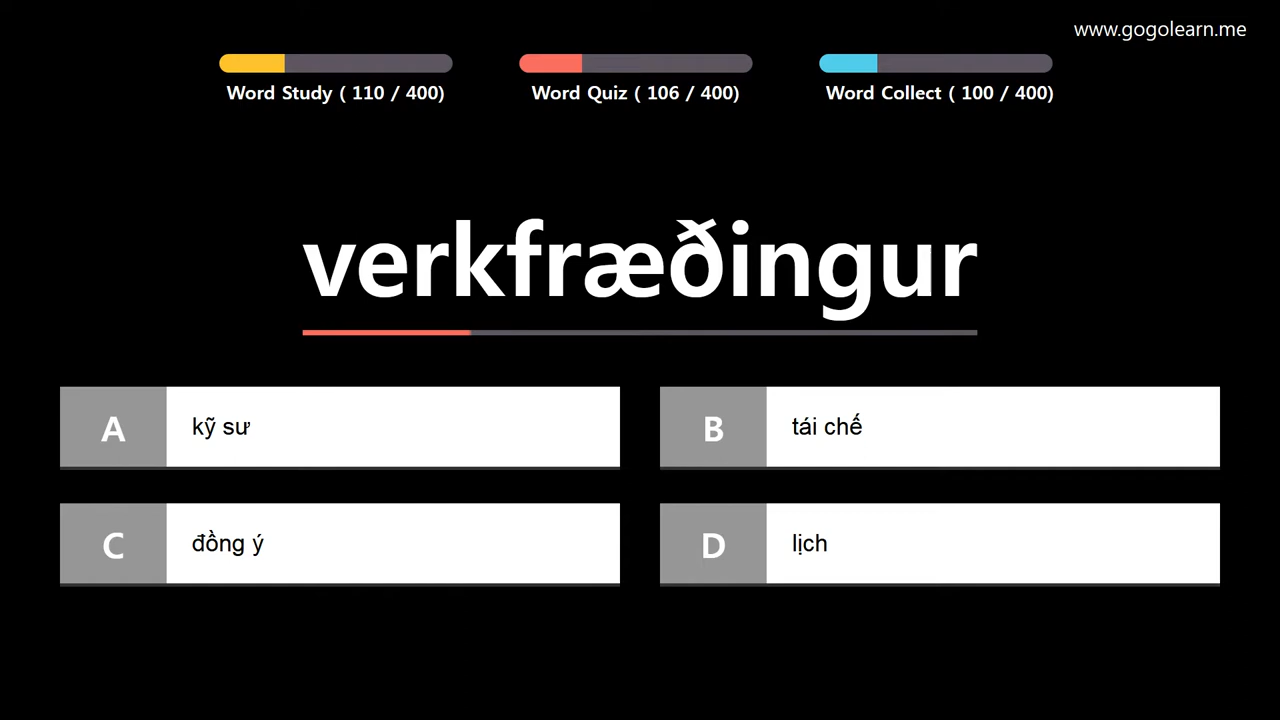 www.gogolearn.me
Word Study ( 110 / 400)
Word Quiz ( 106 / 400)
Word Collect ( 100 / 400)
verkfræðingur
A kỹ sư
B tái chế
C đồng ý
D lịch